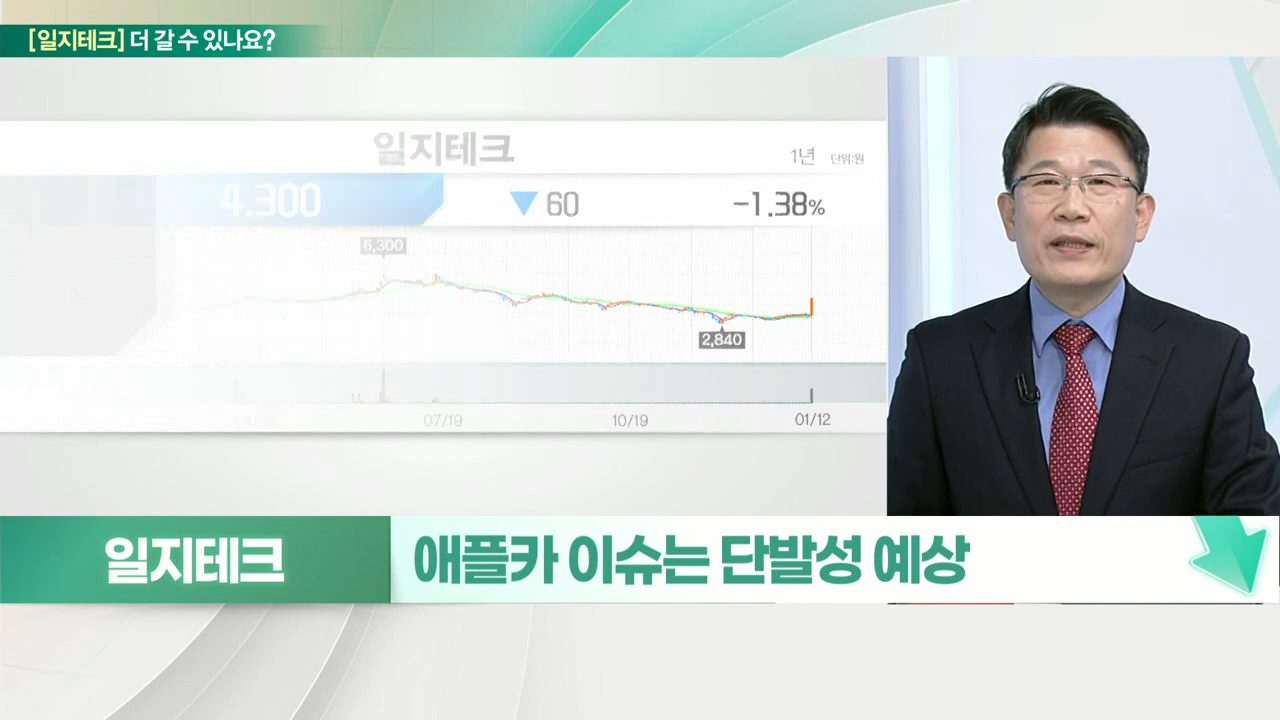 [일지테크] 더 갈 수 있나요?
일지테크
1년 단위:원
4.300 ▼ 60 -1.38%
6,300
2,840
07/19 10/19 01/12
일지테크 애플카 이슈는 단발성 예상